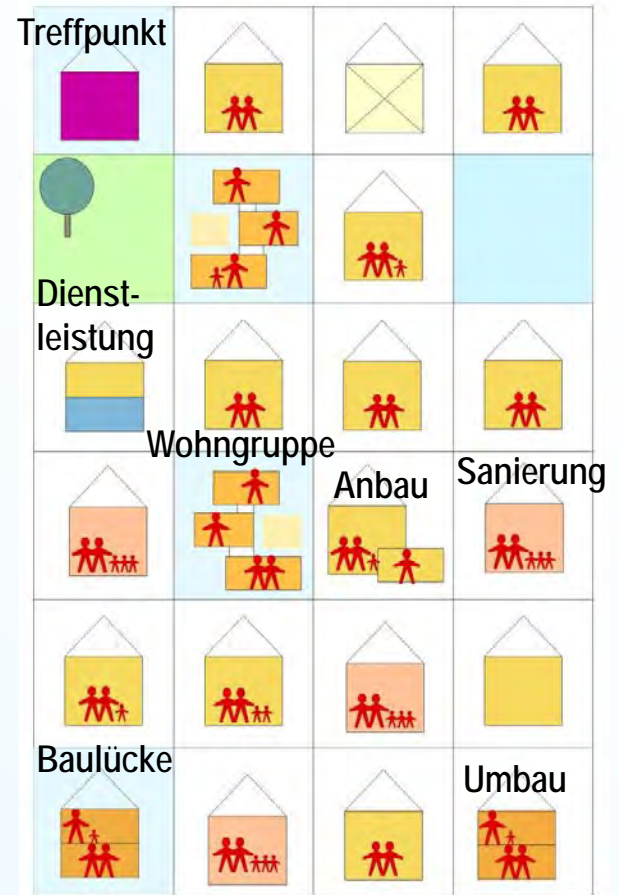 Treffpunkt
Dienst-
leistung
Wohngruppe
Anbau
Sanierung
Baulücke
Umbau